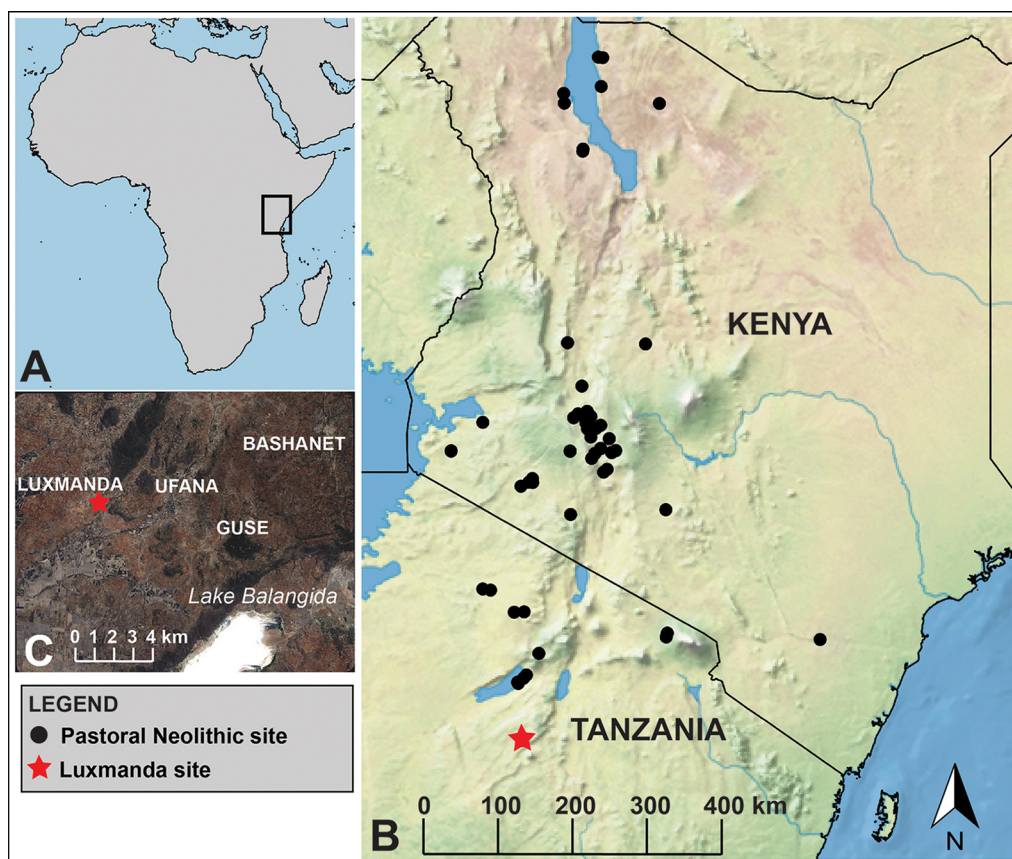 A
KENYA
BASHANET
LUXMANDA
UFANA
GUSE
Lake Balangida
0 1 2 3 4 km
C
LEGEND
Pastoral Neolithic site
Luxmanda site
TANZANIA
0 100 200 300 400 km
B
N